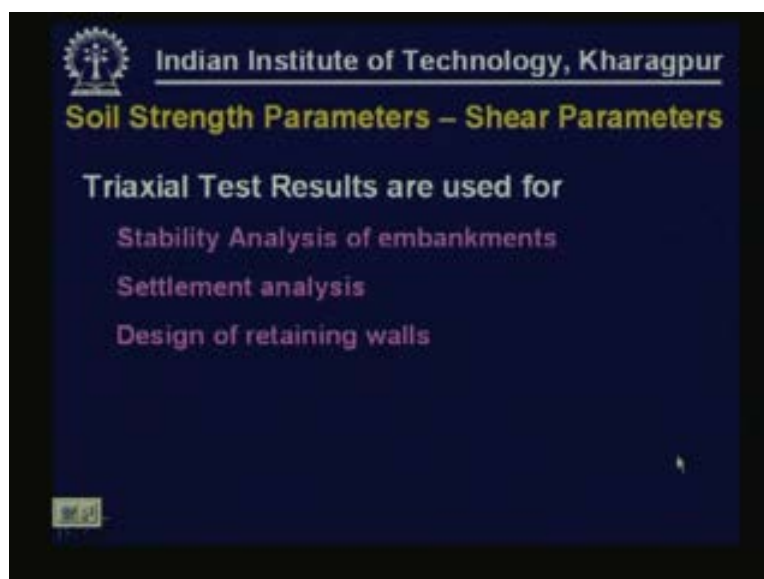 Indian Institute of Technology, Kharagpur
Soil Strength Parameters – Shear Parameters
Triaxial Test Results are used for
Stability Analysis of embankments
Settlement analysis
Design of retaining walls